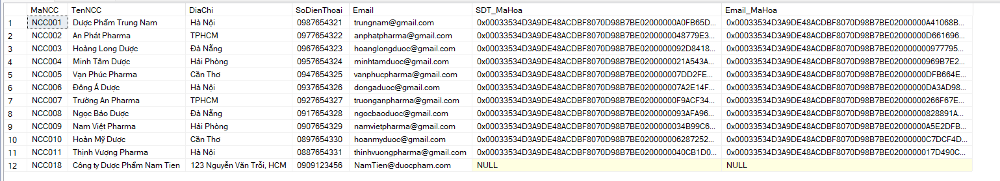 MaNCC TenNCC DiaChi SoDienThoai Email SDT_MaHoa Email_MaHoa
1 NCC001 Dược Phẩm Trung Nam Hà Nội 0987654321 trungnam@gmail.com 0x00033534D3A9DE48ACDBF8070D98B7BE02000000A0FB65D... 0x00033534D3A9DE48ACDBF8070D98B7BE02000000A41068B...
2 NCC002 An Phát Pharma TPHCM 0977654322 anphatpharma@gmail.com 0x00033534D3A9DE48ACDBF8070D98B7BE0200000048779E3... 0x00033534D3A9DE48ACDBF8070D98B7BE02000000D661696...
3 NCC003 Hoàng Long Dược Đà Nẵng 0967654323 hoanglongduoc@gmail.com 0x00033534D3A9DE48ACDBF8070D98B7BE0200000092D8418... 0x00033534D3A9DE48ACDBF8070D98B7BE02000000977795...
4 NCC004 Minh Tâm Dược Hải Phòng 0957654324 minhtamduoc@gmail.com 0x00033534D3A9DE48ACDBF8070D98B7BE0200000021A543A... 0x00033534D3A9DE48ACDBF8070D98B7BE02000000969B7E2...
5 NCC005 Vạn Phúc Pharma Cần Thơ 0947654325 vanphucpharma@gmail.com 0x00033534D3A9DE48ACDBF8070D98B7BE020000007DD2FE... 0x00033534D3A9DE48ACDBF8070D98B7BE02000000DFB664E...
6 NCC006 Đông Á Dược Hà Nội 0937654326 dongaduoc@gmail.com 0x00033534D3A9DE48ACDBF8070D98B7BE020000007A2E14F... 0x00033534D3A9DE48ACDBF8070D98B7BE02000000DA3AD98...
7 NCC007 Trường An Pharma TPHCM 0927654327 truonganpharma@gmail.com 0x00033534D3A9DE48ACDBF8070D98B7BE02000000F9ACF34... 0x00033534D3A9DE48ACDBF8070D98B7BE02000000266F67E...
8 NCC008 Ngọc Bảo Dược Đà Nẵng 0917654328 ngocbaoduoc@gmail.com 0x00033534D3A9DE48ACDBF8070D98B7BE0200000093AFA96... 0x00033534D3A9DE48ACDBF8070D98B7BE02000000828891A...
9 NCC009 Nam Việt Pharma Hải Phòng 0907654329 namvietpharma@gmail.com 0x00033534D3A9DE48ACDBF8070D98B7BE0200000034B99C6... 0x00033534D3A9DE48ACDBF8070D98B7BE02000000A5E2DFB...
10 NCC010 Hoàn Mỹ Dược Cần Thơ 0897654330 hoanmyduoc@gmail.com 0x00033534D3A9DE48ACDBF8070D98B7BE020000006287252... 0x00033534D3A9DE48ACDBF8070D98B7BE02000000C7DCF4D...
11 NCC011 Thịnh Vượng Pharma Hà Nội 0887654331 thinhvuongpharma@gmail.com 0x00033534D3A9DE48ACDBF8070D98B7BE0200000040CB1D0... 0x00033534D3A9DE48ACDBF8070D98B7BE0200000017D490C...
12 NCC018 Công ty Dược Phẩm Nam Tien 123 Nguyễn Văn Trỗi, HCM 0909123456 NamTien@duocpham.com NULL NULL